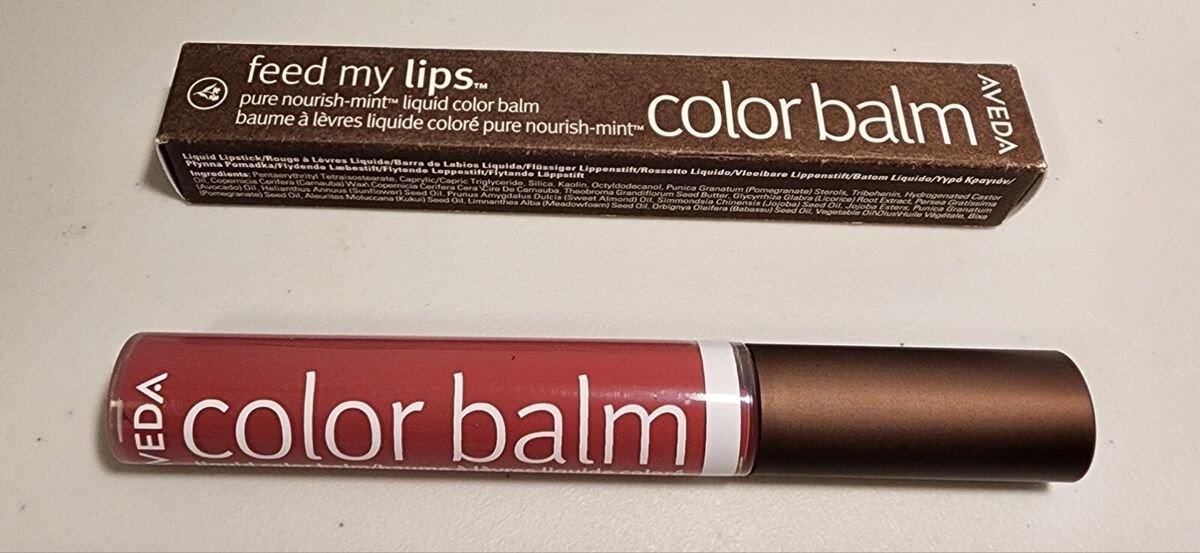 feed my lips™
pure nourish-mint™ liquid color balm
baume à lèvres liquide coloré pure nourish-mint™
color balm
AVEDA
Liquid Lipstick/Rouge à Lèvres Liquide/Barra de Labios Líquida/Flüssiger Lippenstift/Rossetto Liquido/Vloeibare Lippenstift/Batom Líquido/Υγρό Κραγιόν/
Płynna Pomadka/Flydende Læbestift/Flytende Leppestift/Flytande Läppstift
Ingredients: Pentaerythrityl Tetraisostearate, Caprylic/Capric Triglyceride, Silica, Kaolin, Octyldodecanol, Punica Granatum (Pomegranate) Sterols, Tribehenin, Hydrogenated Castor
Oil, Copernicia Cerifera (Carnauba) Wax\Copernicia Cerifera Cera\Cire De Carnauba, Theobroma Grandiflorum Seed Butter, Glycyrrhiza Glabra (Licorice) Root Extract, Persea Gratissima
(Avocado) Oil, Helianthus Annuus (Sunflower) Seed Oil, Prunus Amygdalus Dulcis (Sweet Almond) Oil, Simmondsia Chinensis (Jojoba) Seed Oil, Jojoba Esters, Punica Granatum
(Pomegranate) Seed Oil, Aleurites Moluccana (Kukui) Seed Oil, Limnanthes Alba (Meadowfoam) Seed Oil, Orbignya Oleifera (Babassu) Seed Oil, Vegetable Oil\Olus\Huile Végétale, Bixa
AVEDA
color balm
liquid color balm/baume à lèvres liquide coloré